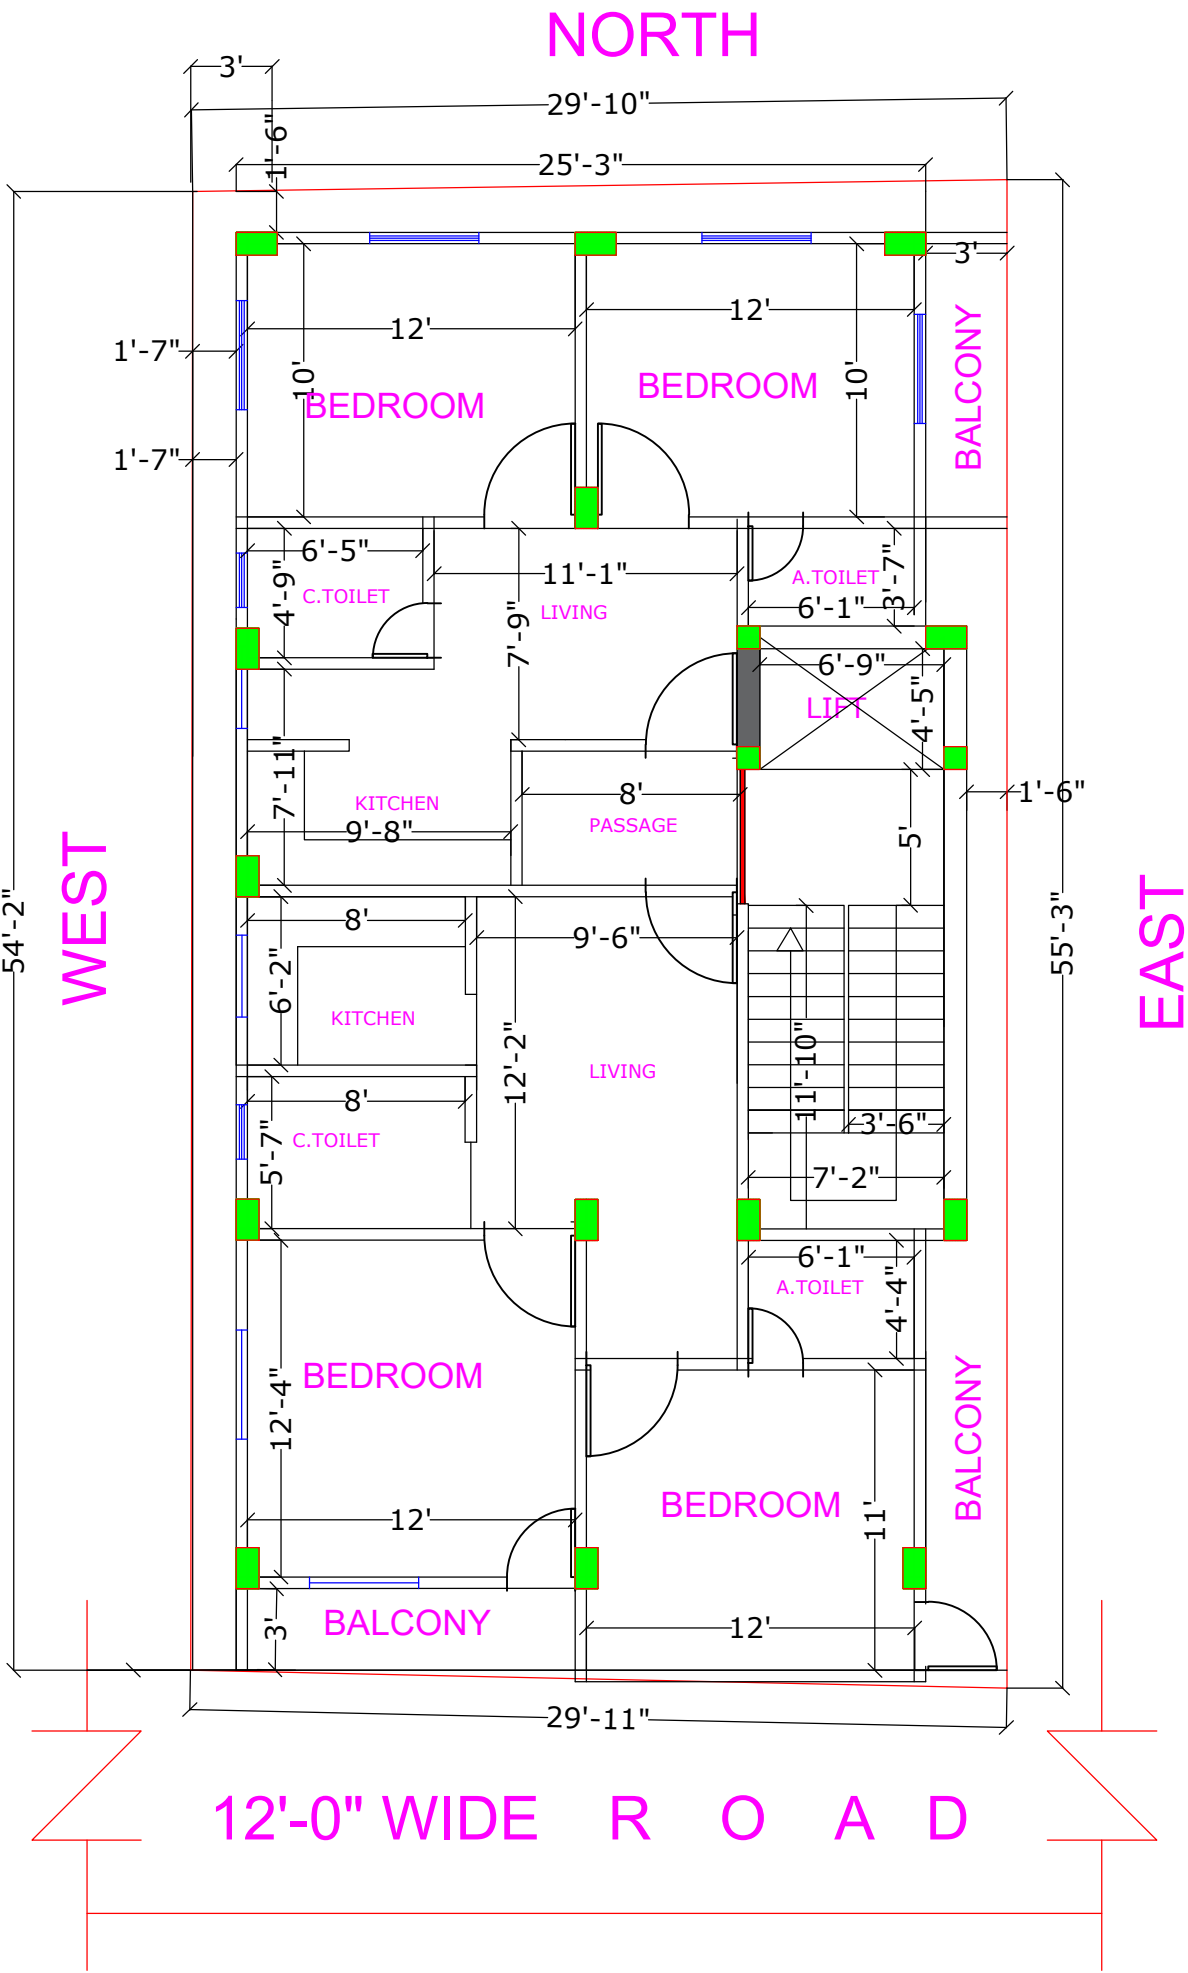 NORTH
3'
29'-10"
1'-6"
25'-3"
3'
12'
12'
1'-7"
10'
10'
BEDROOM
BEDROOM
BALCONY
1'-7"
6'-5"
11'-1"
3'-7"
4'-9"
C.TOILET
LIVING
A.TOILET
6'-1"
7'-9"
6'-9"
LIFT
4'-5"
7'-11"
KITCHEN
8'
1'-6"
9'-8"
PASSAGE
5'
WEST
54'-2"
EAST
55'-3"
8'
9'-6"
6'-2"
KITCHEN
12'-2"
LIVING
11'-10"
8'
3'-6"
C.TOILET
5'-7"
7'-2"
6'-1"
A.TOILET
4'-4"
BEDROOM
12'-4"
BALCONY
BEDROOM
12'
11'
BALCONY
3'
12'
29'-11"
12'-0" WIDE R O A D